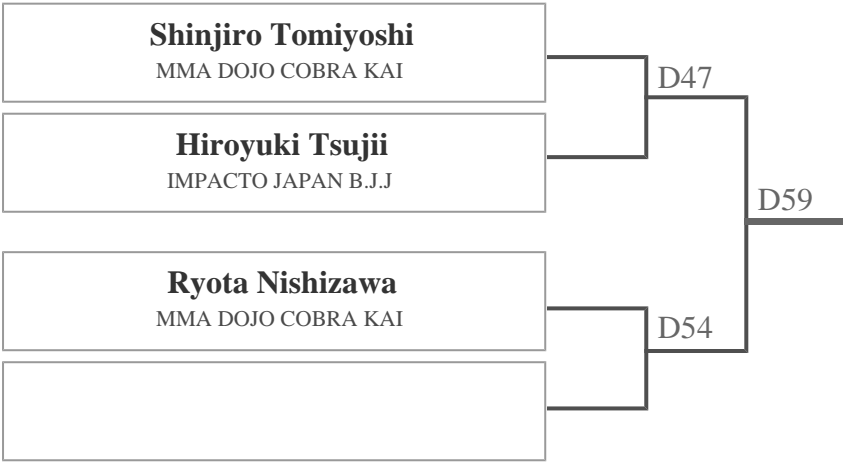 Shinjiro Tomiyoshi
MMA DOJO COBRA KAI
D47
Hiroyuki Tsujii
IMPACTO JAPAN B.J.J
D59
Ryota Nishizawa
MMA DOJO COBRA KAI
D54